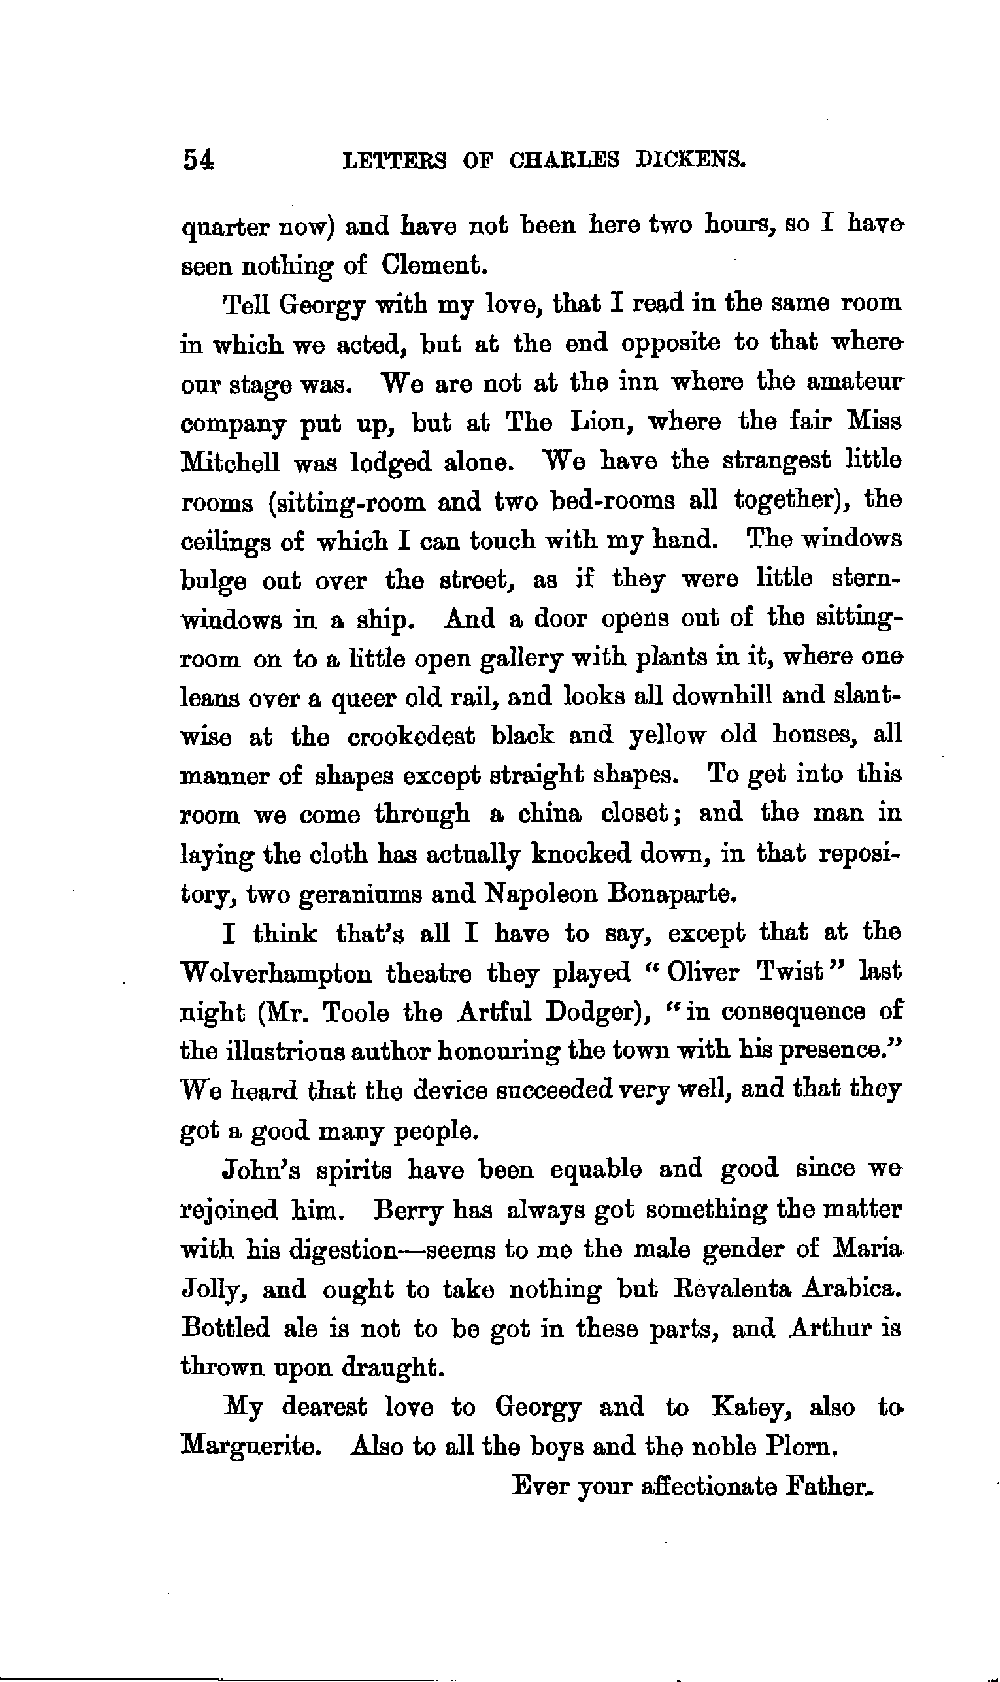 54 LETTERS OF CHARLES DICKENS.
quarter now) and have not been here two hours, so I have
seen nothing of Clement.
Tell Georgy with my love, that I read in the same room
in which we acted, but at the end opposite to that where
our stage was. We are not at the inn where the amateur
company put up, but at The Lion, where the fair Miss
Mitchell was lodged alone. We have the strangest little
rooms (sitting-room and two bed-rooms all together), the
ceilings of which I can touch with my hand. The windows
bulge out over the street, as if they were little stern-
windows in a ship. And a door opens out of the sitting-
room on to a little open gallery with plants in it, where one
leans over a queer old rail, and looks all downhill and slant-
wise at the crookedest black and yellow old houses, all
manner of shapes except straight shapes. To get into this
room we come through a china closet; and the man in
laying the cloth has actually knocked down, in that reposi-
tory, two geraniums and Napoleon Bonaparte.
I think that's all I have to say, except that at the
Wolverhampton theatre they played "Oliver Twist" last
night (Mr. Toole the Artful Dodger), "in consequence of
the illustrious author honouring the town with his presence."
We heard that the device succeeded very well, and that they
got a good many people.
John's spirits have been equable and good since we
rejoined him. Berry has always got something the matter
with his digestion—seems to me the male gender of Maria
Jolly, and ought to take nothing but Revalenta Arabica.
Bottled ale is not to be got in these parts, and Arthur is
thrown upon draught.
My dearest love to Georgy and to Katey, also to
Marguerite. Also to all the boys and the noble Plorn.
Ever your affectionate Father.